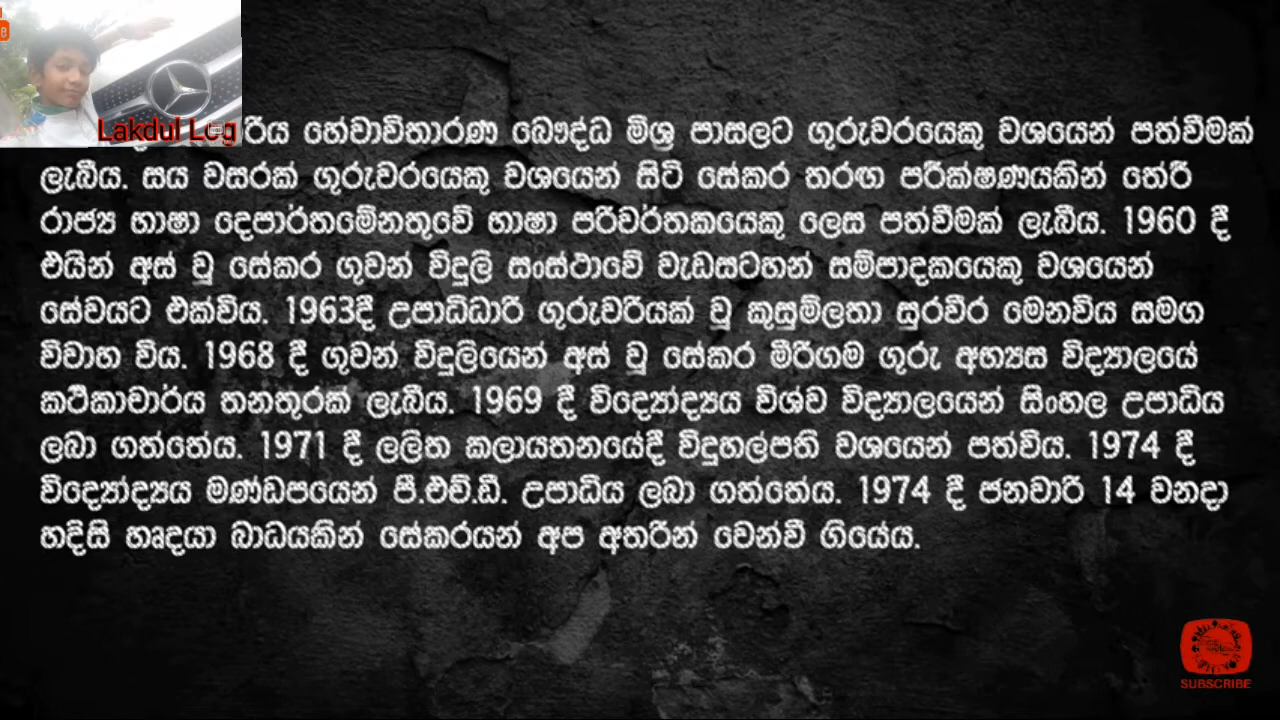 Lakdul Log
හේවාවිතාරණ බෞද්ධ මිශ්‍ර පාසලට ගුරුවරයෙකු වශයෙන් පත්වීමක්
ලැබීය. සය වසරක් ගුරුවරයෙකු වශයෙන් සිටි සේකර තරඟ පරීක්ෂණයකින් තේරී
රාජ්‍ය භාෂා දෙපාර්තමේනතුවේ භාෂා පරිවර්තකයෙකු ලෙස පත්වීමක් ලැබීය. 1960 දී
එයින් අස් වූ සේකර ගුවන් විදුලි සංස්ථාවේ වැඩසටහන් සම්පාදකයෙකු වශයෙන්
සේවයට එක්විය. 1963දී උපාධිධාරි ගුරුවරියක් වූ කුසුම්ලතා සුරවීර මෙනවිය සමග
විවාහ විය. 1968 දී ගුවන් විදුලියෙන් අස් වූ සේකර මීරිගම ගුරු අභ්‍යස විද්‍යාලයේ
කථිකාචාර්ය තනතුරක් ලැබීය. 1969 දී විද්‍යෝද්‍යය විශ්ව විද්‍යාලයෙන් සිංහල උපාධිය
ලබා ගත්තේය. 1971 දී ලලිත කලායතනයේදී විදුහල්පති වශයෙන් පත්විය. 1974 දී
විද්‍යෝද්‍යය මණ්ඩපයෙන් පී.එච්.ඩී. උපාධිය ලබා ගත්තේය. 1974 දී ජනවාරි 14 වනදා
හදිසි හෘදයා බාධයකින් සේකරයන් අප අතරින් වෙන්වී ගියේය.
SUBSCRIBE